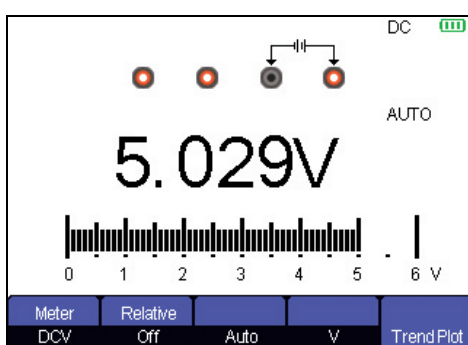 DC
AUTO
5.029V
0 1 2 3 4 5 6 V
Meter Relative
DCV Off Auto V Trend Plot